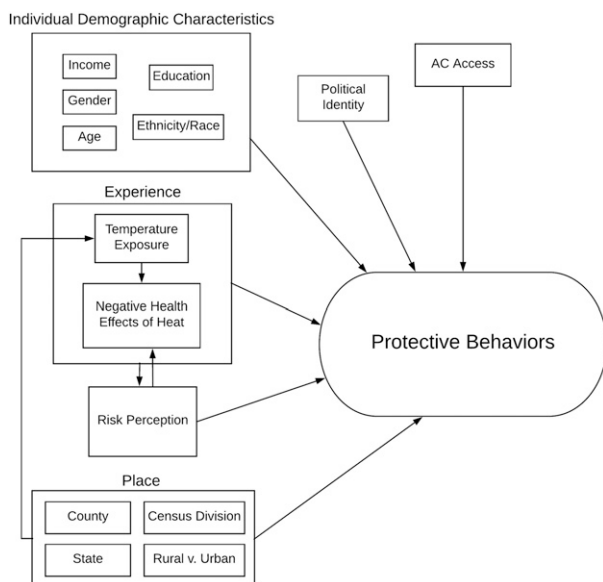 Individual Demographic Characteristics
Income
Education
Gender
Ethnicity/Race
Age
Political
Identity
AC Access
Experience
Temperature
Exposure
Negative Health
Effects of Heat
Risk Perception
Protective Behaviors
Place
County
Census Division
State
Rural v. Urban